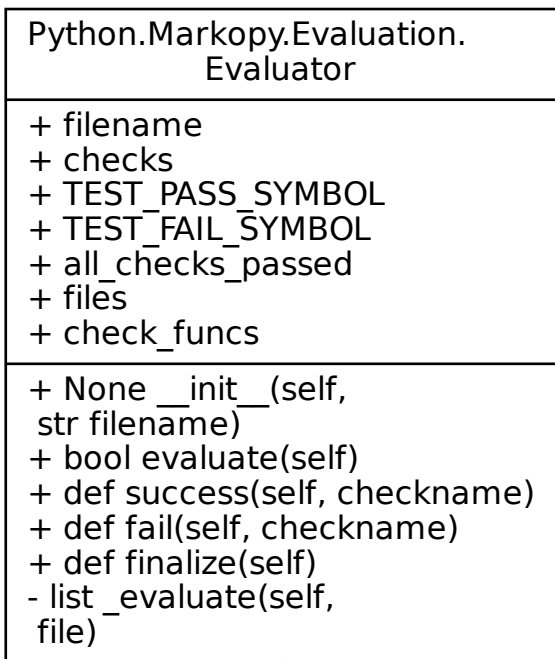 Python.Markopy.Evaluation.
Evaluator
+ filename
+ checks
+ TEST_PASS_SYMBOL
+ TEST_FAIL_SYMBOL
+ all_checks_passed
+ files
+ check_funcs
+ None __init__(self,
str filename)
+ bool evaluate(self)
+ def success(self, checkname)
+ def fail(self, checkname)
+ def finalize(self)
- list _evaluate(self,
file)